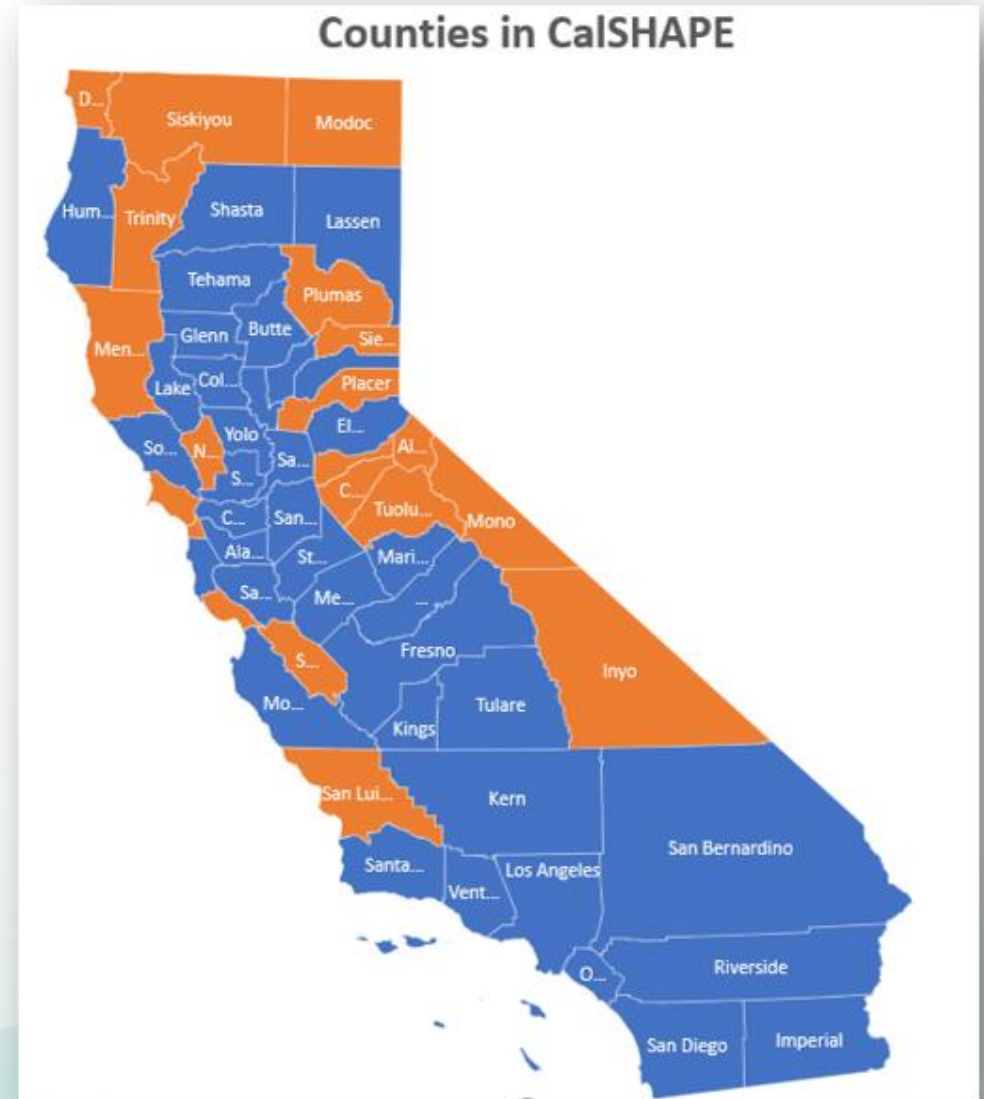 Counties in CalSHAPE
D...
Siskiyou
Modoc
Hum...
Trinity
Shasta
Lassen
Tehama
Plumas
Glenn
Butte
Sie...
Men...
Lake
Col...
Placer
So...
N...
Yolo
El...
Al...
S...
Sa...
C...
C...
San...
Tuolu...
Mono
Ala...
St...
Mari...
Sa...
Me...
...
S...
Fresno
Inyo
Mo...
Kings
Tulare
San Lui...
Kern
San Bernardino
Santa...
Vent...
Los Angeles
O...
Riverside
San Diego
Imperial